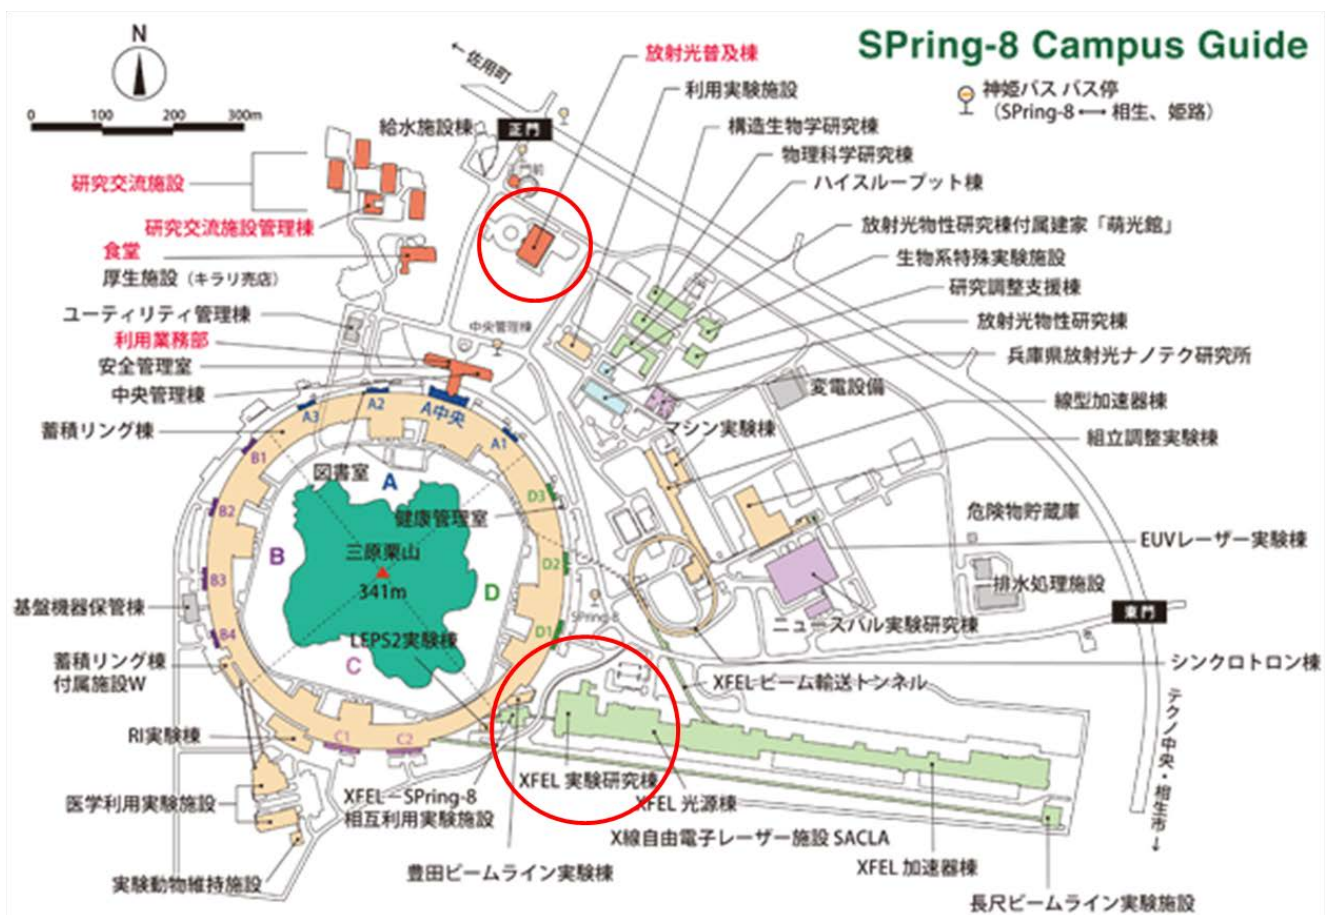 SPring-8 Campus Guide
N
0 100 200 300m
←佐用町
神姫バス バス停
(SPring-8 ⟷ 相生、姫路)
放射光普及棟
利用実験施設
構造生物学研究棟
物理科学研究棟
ハイスループット棟
放射光物性研究棟付属建家「萌光館」
生物系特殊実験施設
研究調整支援棟
放射光物性研究棟
兵庫県放射光ナノテク研究所
給水施設棟
正門
研究交流施設
研究交流施設管理棟
食堂
厚生施設(キラリ売店)
ユーティリティ管理棟
利用業務部
安全管理室
中央管理棟
蓄積リング棟
中央管理棟
変電設備
線型加速器棟
マシン実験棟
組立調整実験棟
A3
A2
A中央
A1
B1
図書室
A
健康管理室
D3
B2
三原栗山
B
341m
D
D2
B3
危険物貯蔵庫
EUVレーザー実験棟
排水処理施設
東門
ニュースバル実験研究棟
シンクロトロン棟
基盤機器保管棟
B4
LEPS2実験棟
C
D1
SPring-8
蓄積リング棟
付属施設W
XFEL ビーム輸送トンネル
テクノ中央・相生市→
RI実験棟
C1
C2
医学利用実験施設
XFEL-SPring-8
相互利用実験施設
XFEL 実験研究棟
XFEL 光源棟
X線自由電子レーザー施設 SACLA
XFEL 加速器棟
豊田ビームライン実験棟
実験動物維持施設
長尺ビームライン実験施設